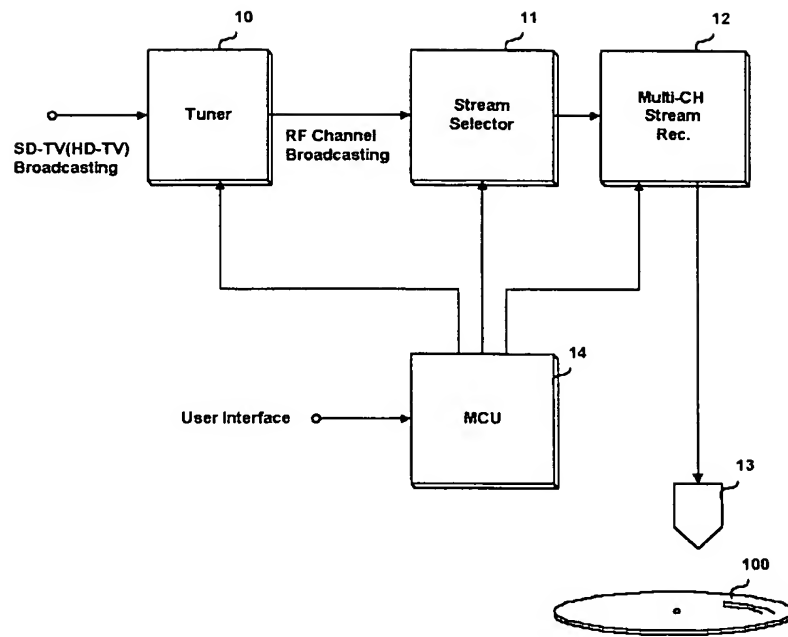 10
11
12
Tuner
Stream
Selector
Multi-CH
Stream
Rec.
SD-TV(HD-TV)
Broadcasting
RF Channel
Broadcasting
14
User Interface
MCU
13
100